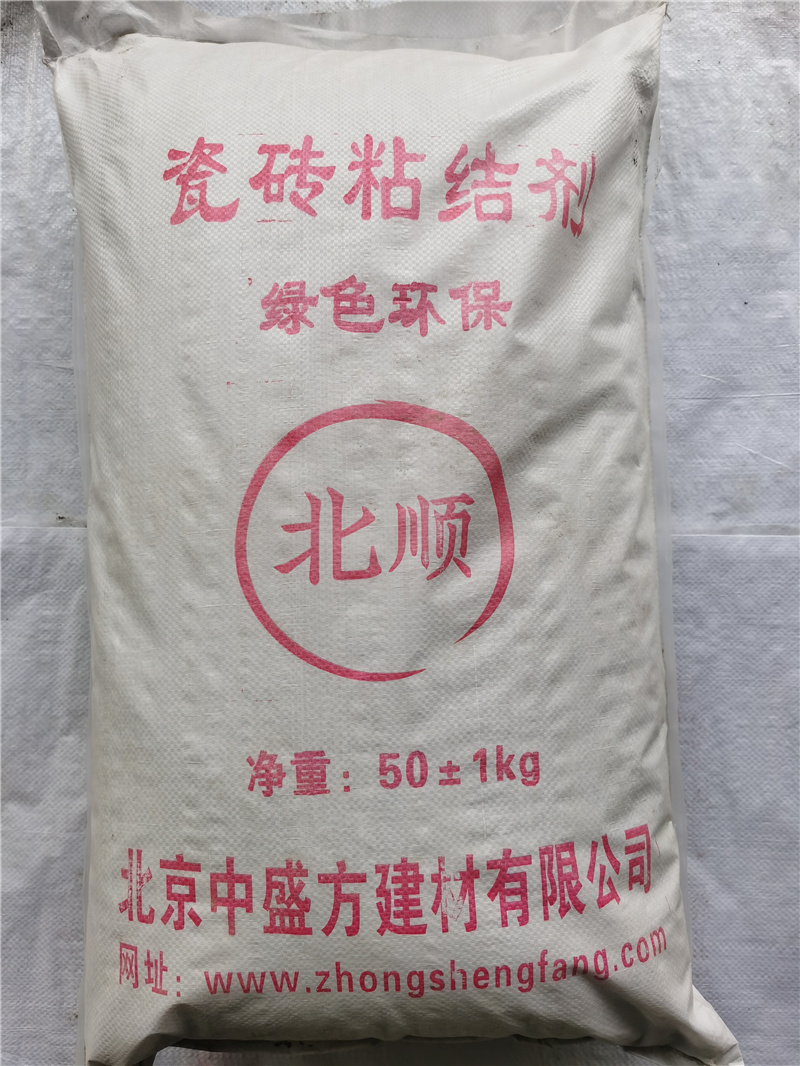 瓷砖粘结剂
绿色环保
北顺
净重：50±1kg
北京中盛方建材有限公司
网址：www.zhongshengfang.com